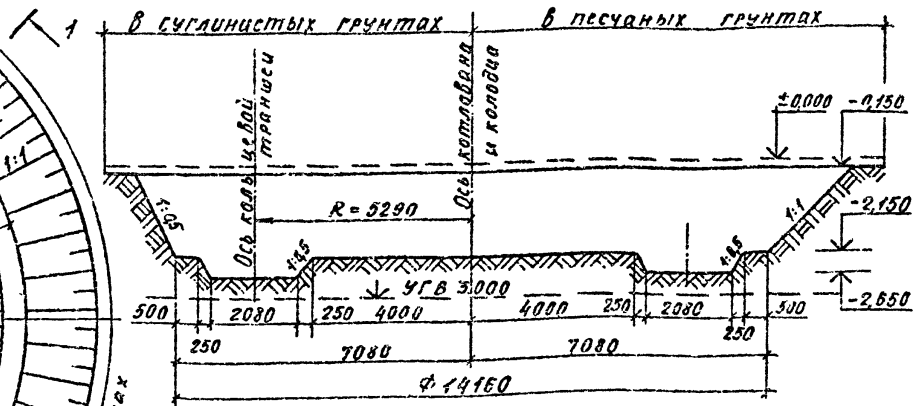 1
в суглинистых грунтах
в песчаных грунтах
Ось кольцевой
траншеи
Ось котлована
и колодца
±0,000
-0,150
1:1
1:0,5
R = 5290
1:0,5
1:0,5
1:1
-2,150
-2,650
УГВ 3.000
500
2080
250
4000
4000
250
2080
500
250
250
7080
7080
ф 14160
ах